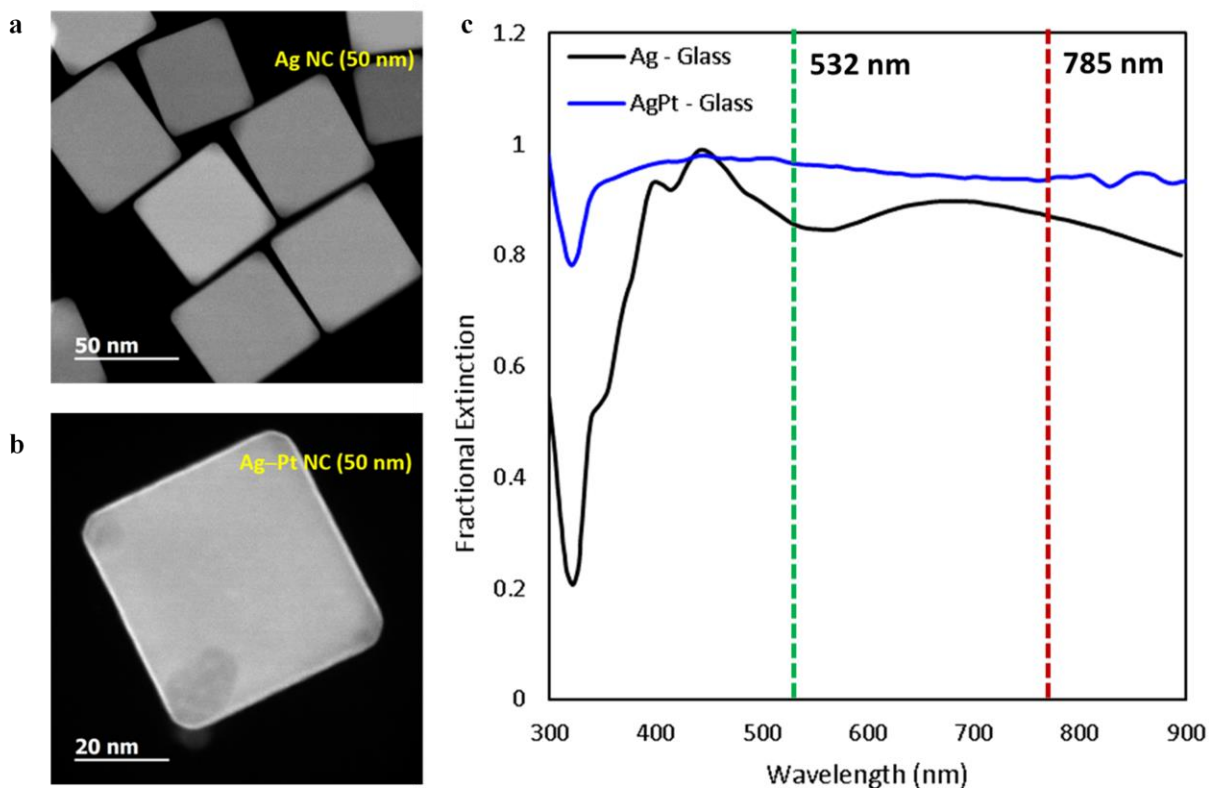 a
Ag NC (50 nm)
50 nm
b
Ag–Pt NC (50 nm)
20 nm
c
1.2
1
0.8
0.6
0.4
0.2
0
Fractional Extinction
Ag - Glass
AgPt - Glass
532 nm
785 nm
300
400
500
600
700
800
900
Wavelength (nm)